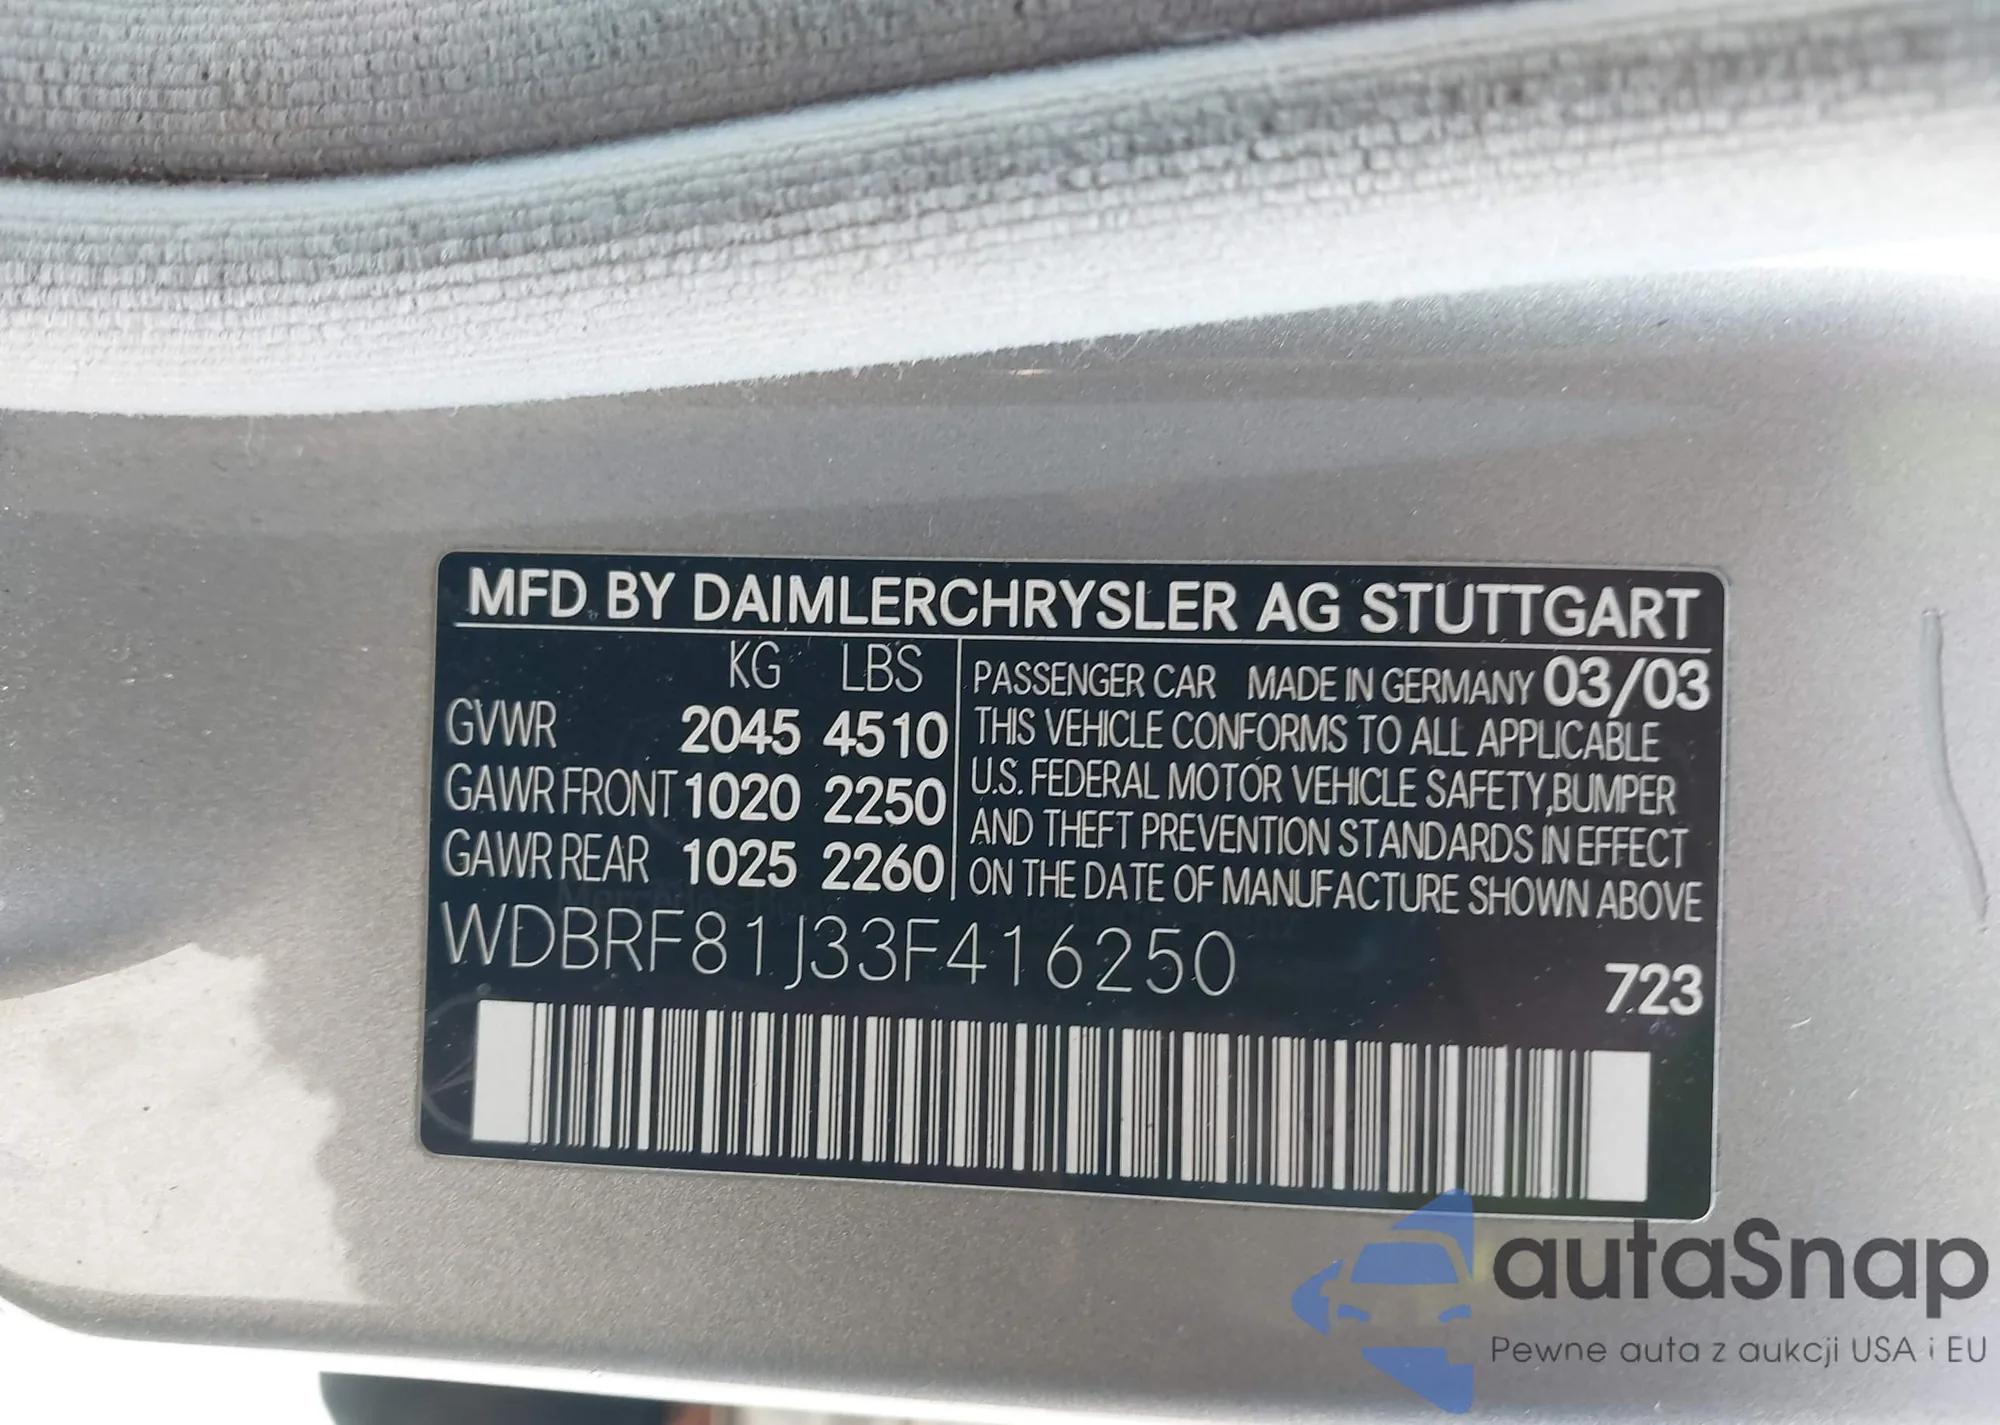 MFD BY DAIMLERCHRYSLER AG STUTTGART
KG LBS
GVWR 2045 4510
GAWR FRONT 1020 2250
GAWR REAR 1025 2260
PASSENGER CAR MADE IN GERMANY 03/03
THIS VEHICLE CONFORMS TO ALL APPLICABLE
U.S. FEDERAL MOTOR VEHICLE SAFETY, BUMPER
AND THEFT PREVENTION STANDARDS IN EFFECT
ON THE DATE OF MANUFACTURE SHOWN ABOVE
WDBRF81J33F416250
723
autaSnap
Pewne auta z aukcji USA i EU